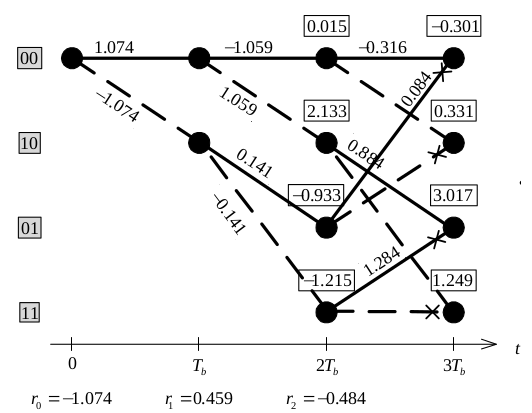 0.015 −0.301
00 1.074 −1.059 −0.316
−1.074 1.059 0.084
10 2.133 0.331
0.141 0.884
−0.933 3.017
01 −0.141
1.284
−1.215 1.249
11
0 T_b 2T_b 3T_b t
r_0 =−1.074 r_1 =0.459 r_2 =−0.484